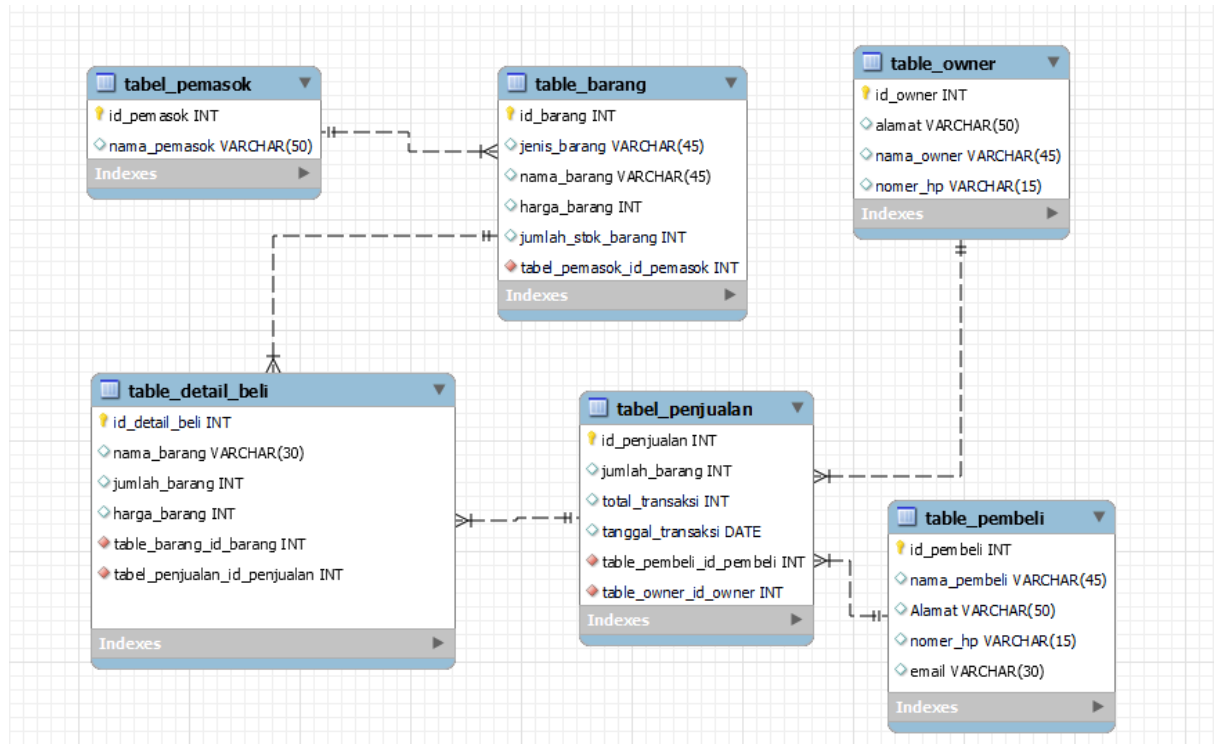 tabel_pemasok
id_pemasok INT
nama_pemasok VARCHAR(50)
Indexes
table_barang
id_barang INT
jenis_barang VARCHAR(45)
nama_barang VARCHAR(45)
harga_barang INT
jumlah_stok_barang INT
tabel_pemasok_id_pemasok INT
Indexes
table_owner
id_owner INT
alamat VARCHAR(50)
nama_owner VARCHAR(45)
nomer_hp VARCHAR(15)
Indexes
table_detail_beli
id_detail_beli INT
nama_barang VARCHAR(30)
jumlah_barang INT
harga_barang INT
table_barang_id_barang INT
tabel_penjualan_id_penjualan INT
Indexes
tabel_penjualan
id_penjualan INT
jumlah_barang INT
total_transaksi INT
tanggal_transaksi DATE
table_pembeli_id_pembeli INT
table_owner_id_owner INT
Indexes
table_pembeli
id_pembeli INT
nama_pembeli VARCHAR(45)
Alamat VARCHAR(50)
nomer_hp VARCHAR(15)
email VARCHAR(30)
Indexes